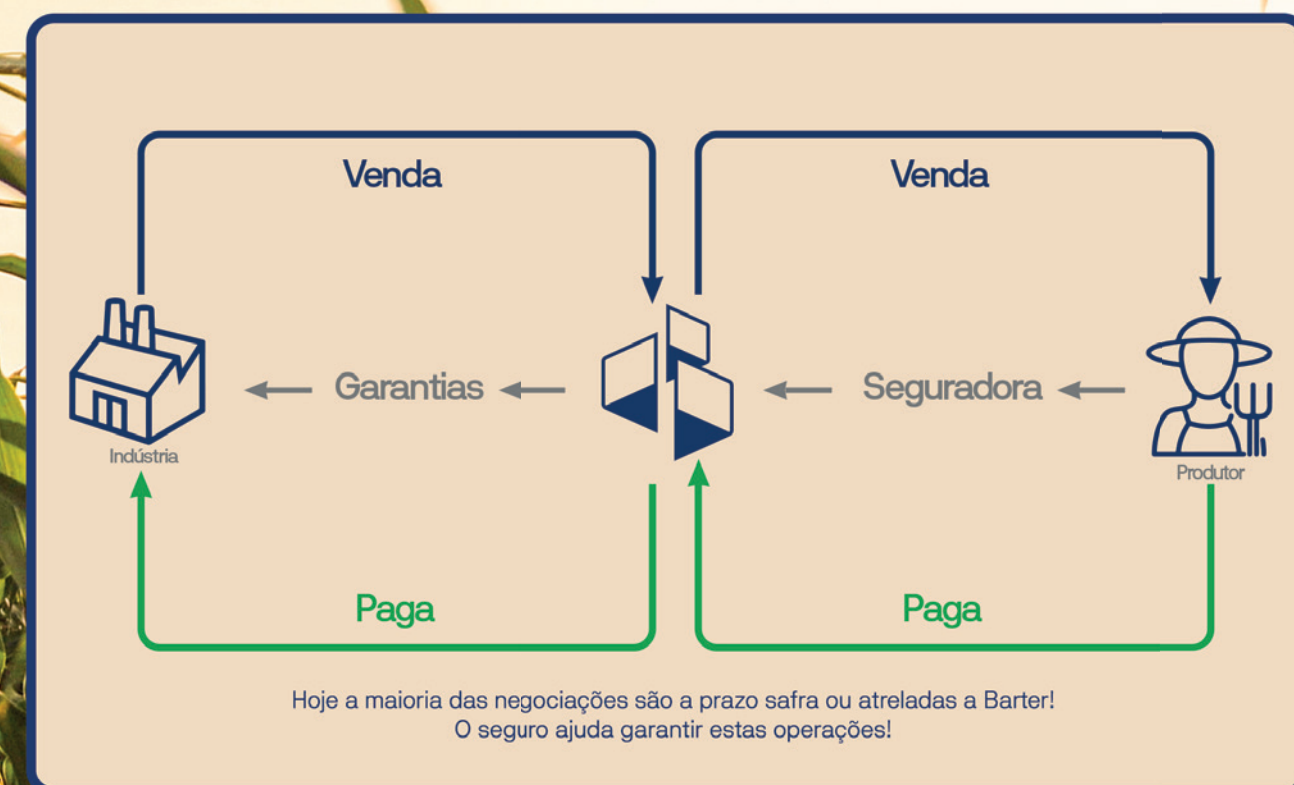 Venda
Venda
Garantias
Seguradora
Indústria
Produtor
Paga
Paga
Hoje a maioria das negociações são a prazo safra ou atreladas a Barter!
O seguro ajuda garantir estas operações!